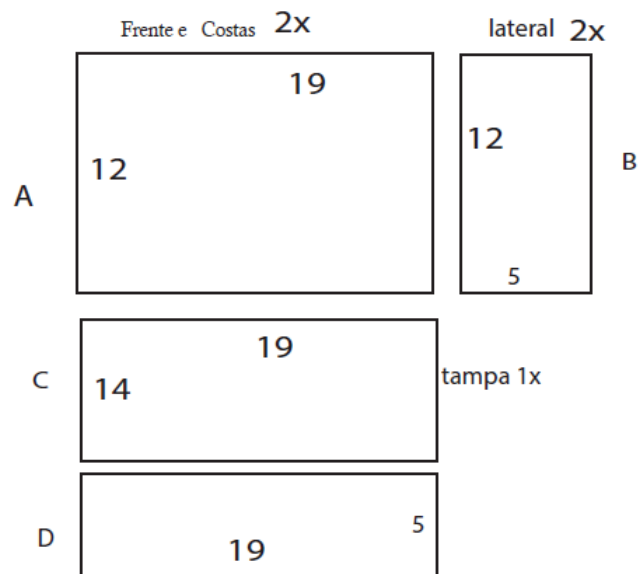 Frente e Costas 2x
lateral 2x
19
12
A
12
B
5
19
C
14
tampa 1x
5
D
19